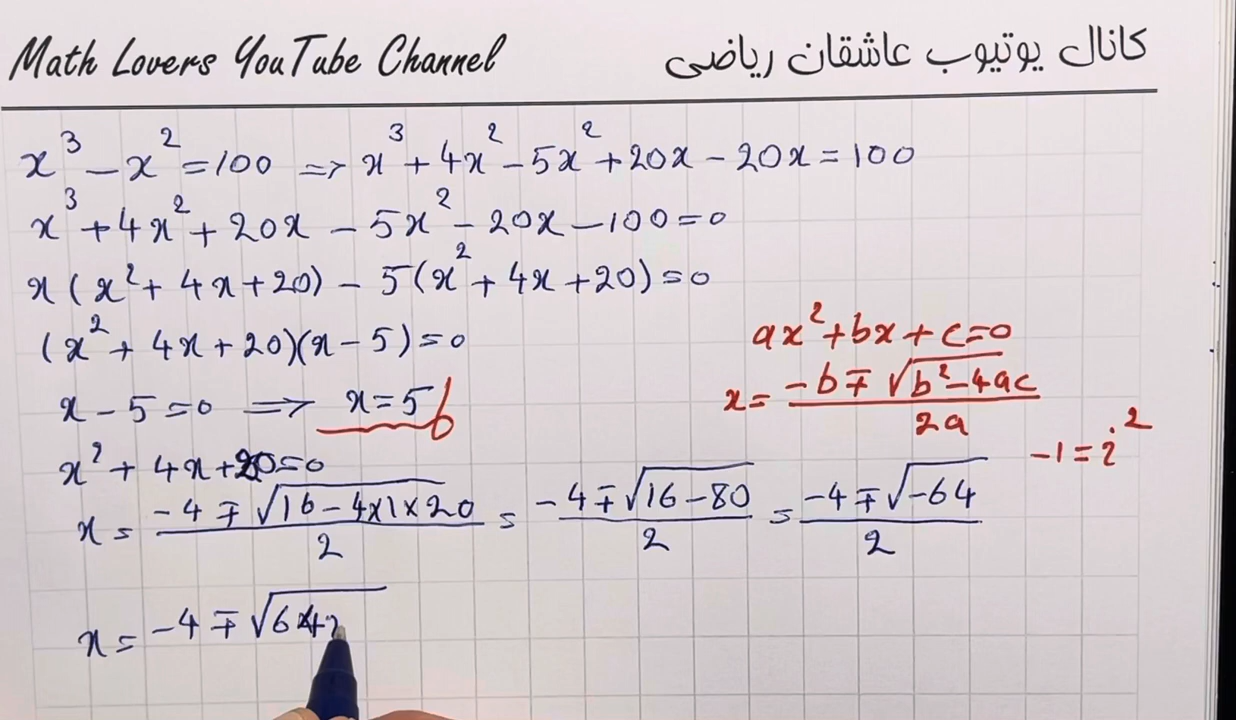 Math Lovers YouTube Channel کانال یوتیوب عاشقان ریاضی
x³ − x² = 100 ⇒ x³ + 4x² − 5x² + 20x − 20x = 100
x³ + 4x² + 20x − 5x² − 20x − 100 = 0
x(x² + 4x + 20) − 5(x² + 4x + 20) = 0
(x² + 4x + 20)(x − 5) = 0
ax² + bx + c = 0
x − 5 = 0 ⇒ x = 5
x = (−b ∓ √(b² − 4ac)) / 2a
−1 = i²
x² + 4x + 20 = 0
x = (−4 ∓ √(16 − 4×1×20)) / 2 = (−4 ∓ √(16 − 80)) / 2 = (−4 ∓ √(−64)) / 2
x = −4 ∓ √64